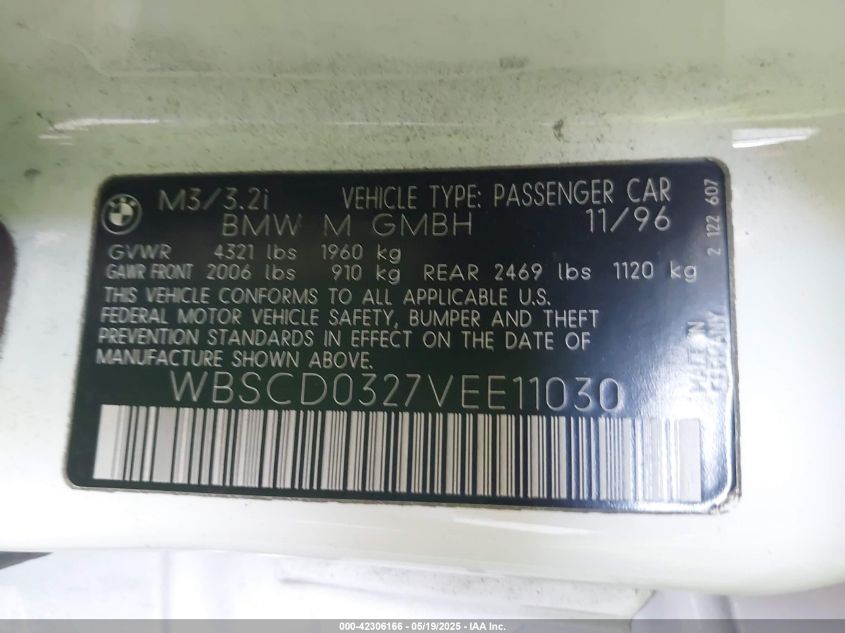 M3/3.2i VEHICLE TYPE: PASSENGER CAR
BMW M GMBH 11/96
GVWR 4321 lbs 1960 kg
GAWR FRONT 2006 lbs 910 kg REAR 2469 lbs 1120 kg
THIS VEHICLE CONFORMS TO ALL APPLICABLE U.S.
FEDERAL MOTOR VEHICLE SAFETY, BUMPER AND THEFT
PREVENTION STANDARDS IN EFFECT ON THE DATE OF
MANUFACTURE SHOWN ABOVE.
WBSCD0327VEE11030
2 122 607
MADE IN
GERMANY
000-42306166 - 05/19/2025 - IAA Inc.